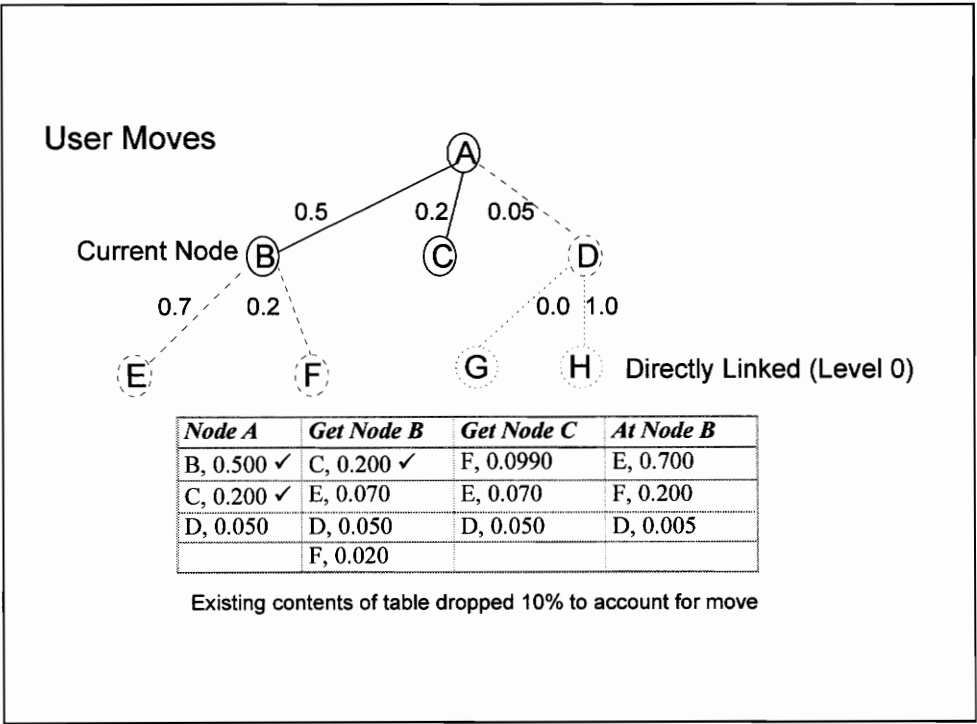 User Moves
A
0.5
0.2
0.05
Current Node
B
C
D
0.7
0.2
0.0
1.0
E
F
G
H
Directly Linked (Level 0)
Node A Get Node B Get Node C At Node B
B, 0.500 ✓ C, 0.200 ✓ F, 0.0990 E, 0.700
C, 0.200 ✓ E, 0.070 E, 0.070 F, 0.200
D, 0.050 D, 0.050 D, 0.050 D, 0.005
F, 0.020
Existing contents of table dropped 10% to account for move